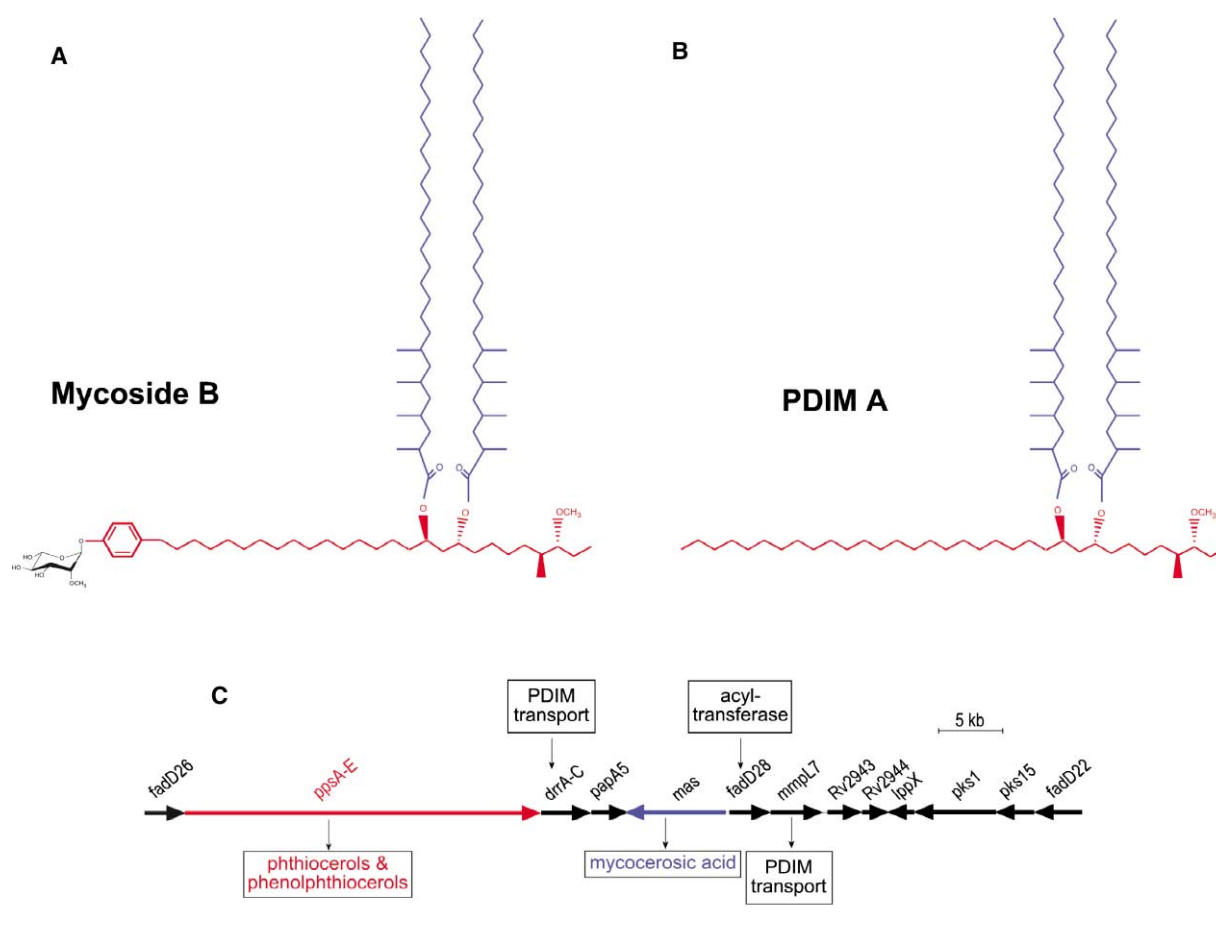 A
B
Mycoside B
PDIM A
O
O
O
O
O
O
O
O
OCH3
OCH3
O
O
HO
HO
HO
OCH3
C
PDIM
transport
acyl-
transferase
5 kb
fadD26
ppsA-E
drrA-C
papA5
mas
fadD28
mmpL7
Rv2943
Rv2944
lppX
pks1
pks15
fadD22
phthiocerols &
phenolphthiocerols
mycocerosic acid
PDIM
transport